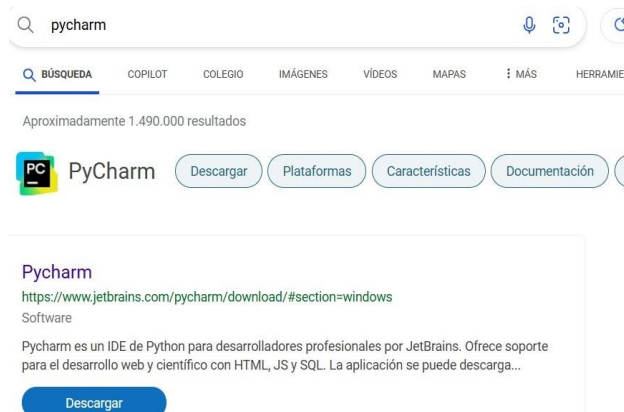 pycharm
BÚSQUEDA COPILOT COLEGIO IMÁGENES VÍDEOS MAPAS MÁS
Aproximadamente 1.490.000 resultados
PC PyCharm Descargar Plataformas Características Documentación
Pycharm
https://www.jetbrains.com/pycharm/download/#section=windows
Software
Pycharm es un IDE de Python para desarrolladores profesionales por JetBrains. Ofrece soporte
para el desarrollo web y científico con HTML, JS y SQL. La aplicación se puede descarga...
Descargar